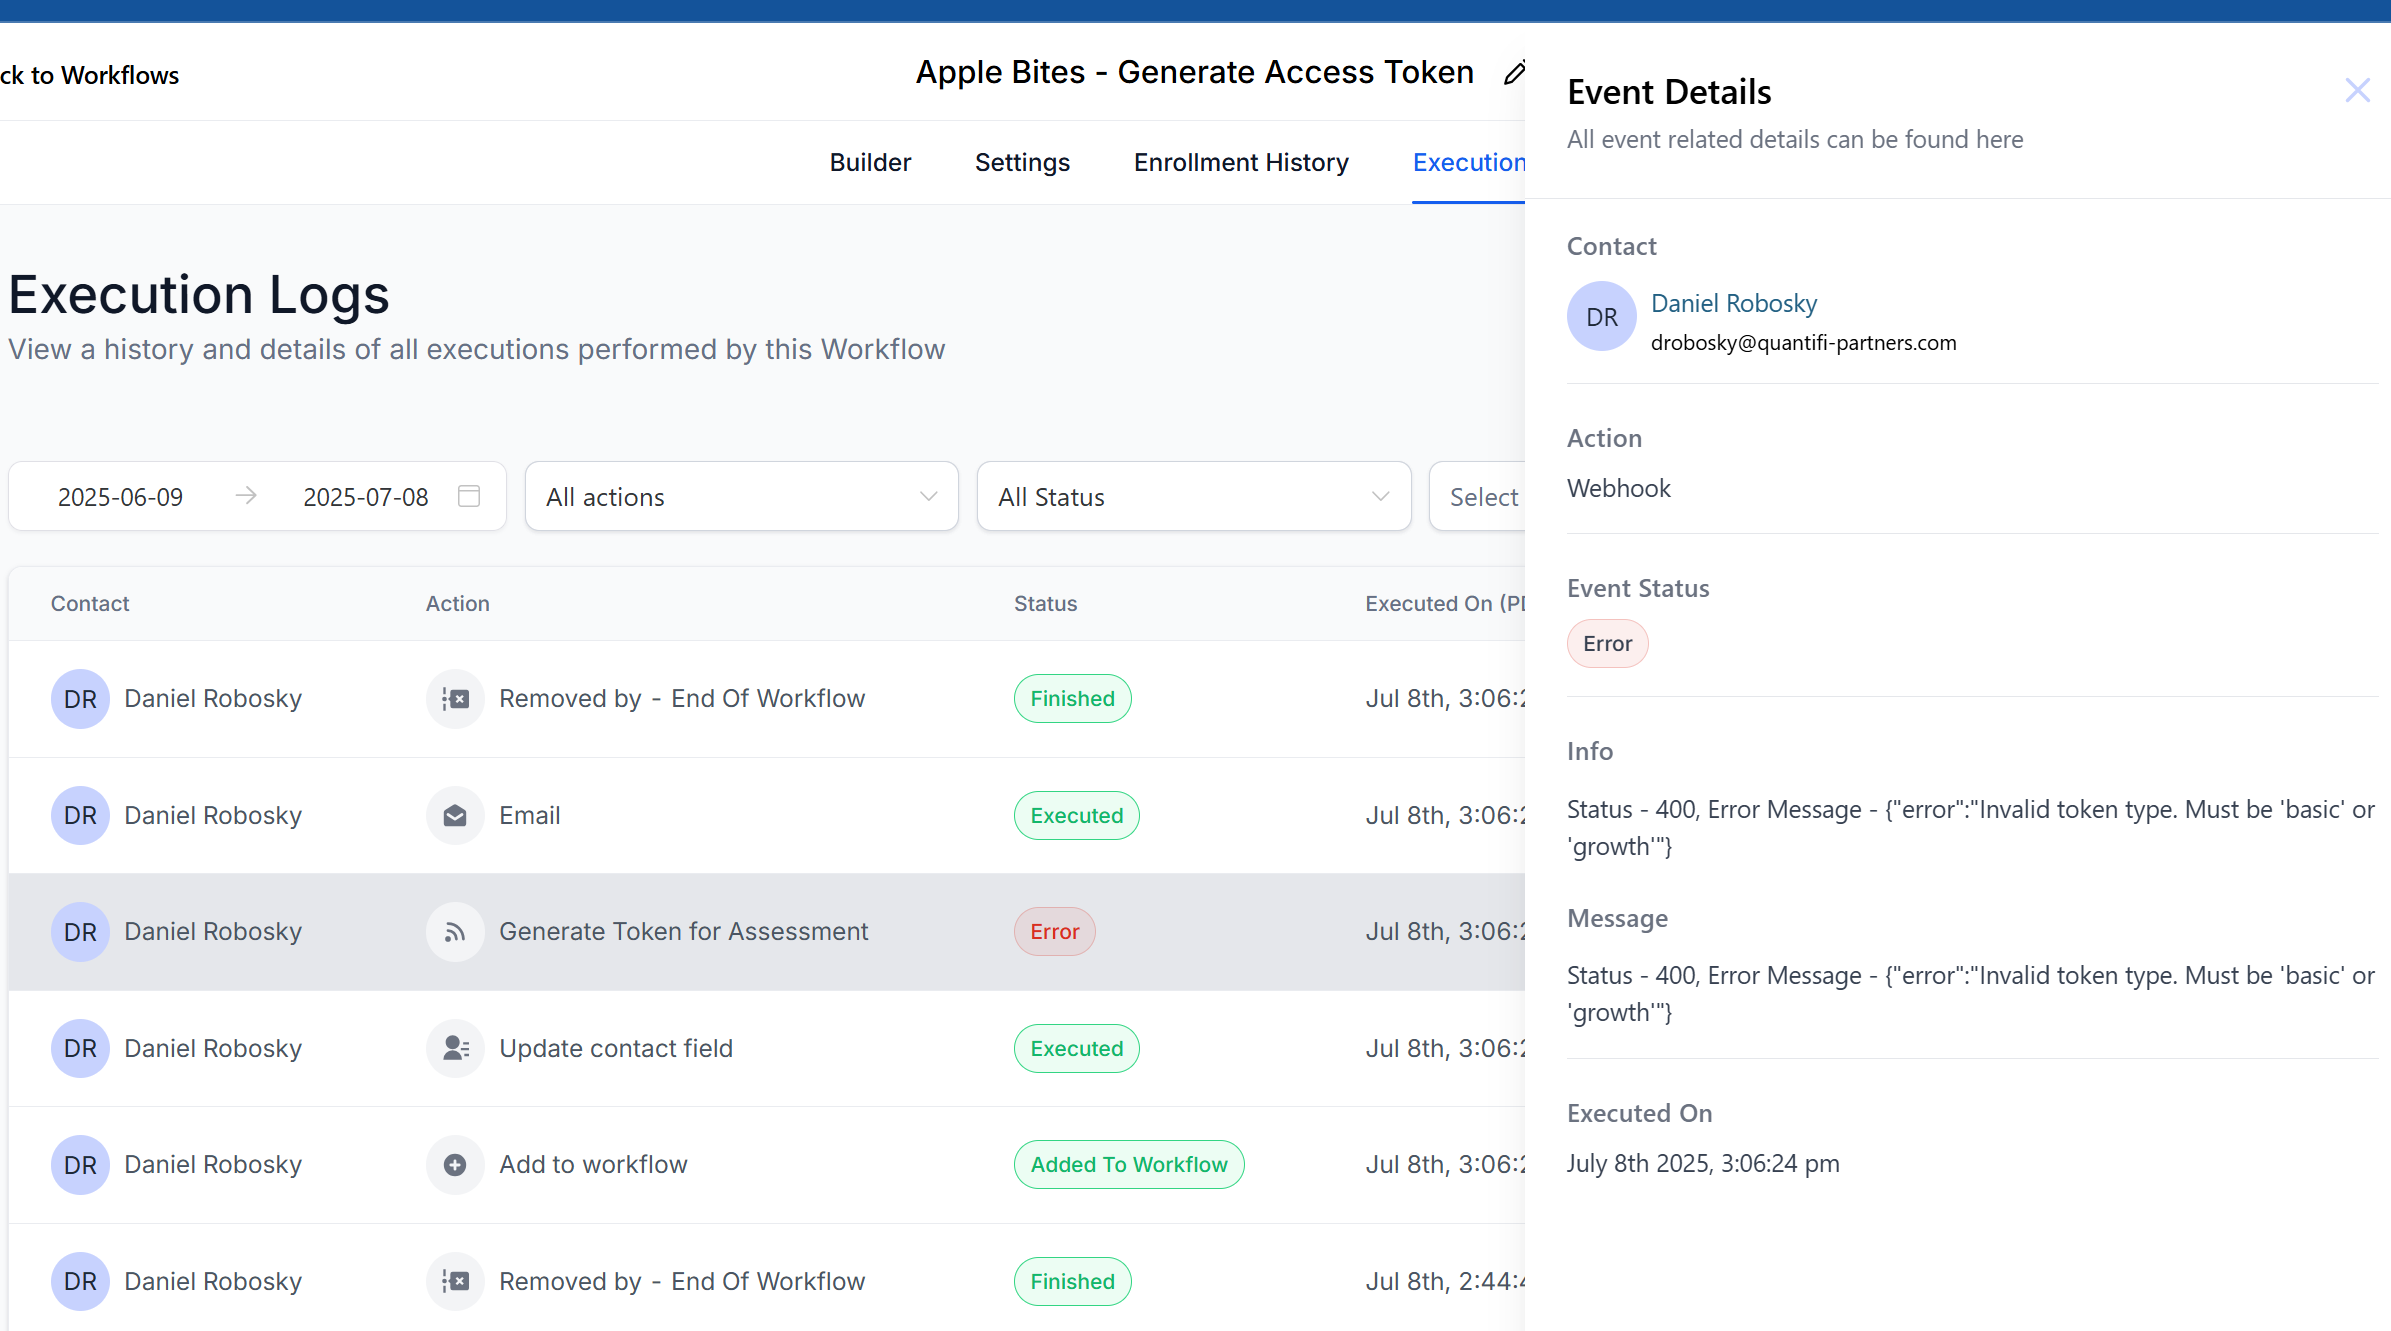 ck to Workflows
Apple Bites - Generate Access Token
Builder
Settings
Enrollment History
Execution
Execution Logs
View a history and details of all executions performed by this Workflow
2025-06-09
2025-07-08
All actions
All Status
Select
Contact
Action
Status
Executed On (PD
DR
Daniel Robosky
Removed by - End Of Workflow
Finished
Jul 8th, 3:06:2
DR
Daniel Robosky
Email
Executed
Jul 8th, 3:06:2
DR
Daniel Robosky
Generate Token for Assessment
Error
Jul 8th, 3:06:2
DR
Daniel Robosky
Update contact field
Executed
Jul 8th, 3:06:2
DR
Daniel Robosky
Add to workflow
Added To Workflow
Jul 8th, 3:06:2
DR
Daniel Robosky
Removed by - End Of Workflow
Finished
Jul 8th, 2:44:4
Event Details
All event related details can be found here
Contact
DR
Daniel Robosky
drobosky@quantifi-partners.com
Action
Webhook
Event Status
Error
Info
Status - 400, Error Message - {"error":"Invalid token type. Must be 'basic' or
'growth'"}
Message
Status - 400, Error Message - {"error":"Invalid token type. Must be 'basic' or
'growth'"}
Executed On
July 8th 2025, 3:06:24 pm